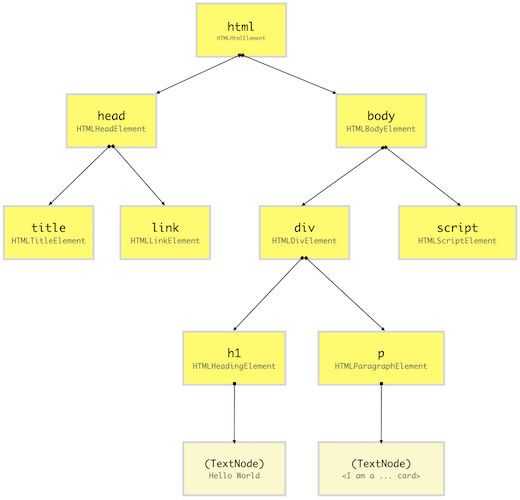 html
HTMLHtmlElement
head
HTMLHeadElement
body
HTMLBodyElement
title
HTMLTitleElement
link
HTMLLinkElement
div
HTMLDivElement
script
HTMLScriptElement
h1
HTMLHeadingElement
p
HTMLParagraphElement
(TextNode)
Hello World
(TextNode)
<I am a ... card>